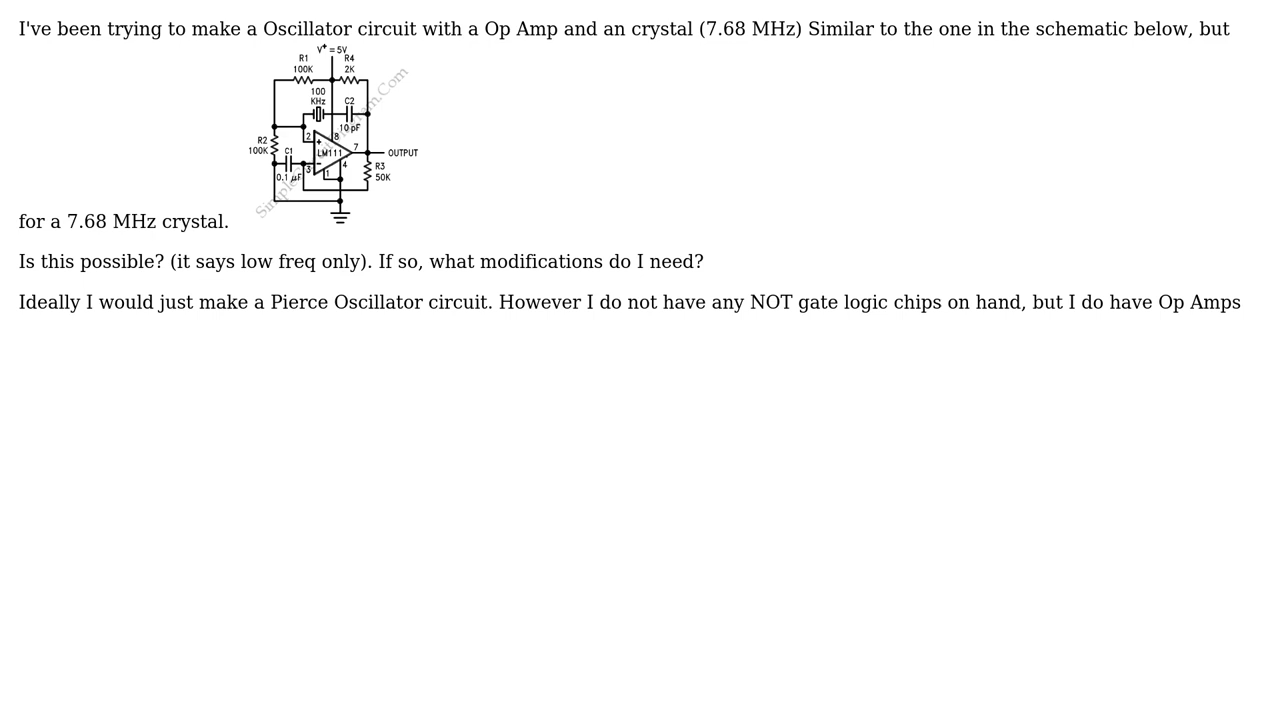 I've been trying to make a Oscillator circuit with a Op Amp and an crystal (7.68 MHz) Similar to the one in the schematic below, but
V+ = 5V
R1 R4
100K 2K
100
KHz C2
10 pF
2 8
+
R2
100K C1 LM111 7 OUTPUT
-
3 4 R3
0.1 µF 1 50K
for a 7.68 MHz crystal.
Is this possible? (it says low freq only). If so, what modifications do I need?
Ideally I would just make a Pierce Oscillator circuit. However I do not have any NOT gate logic chips on hand, but I do have Op Amps